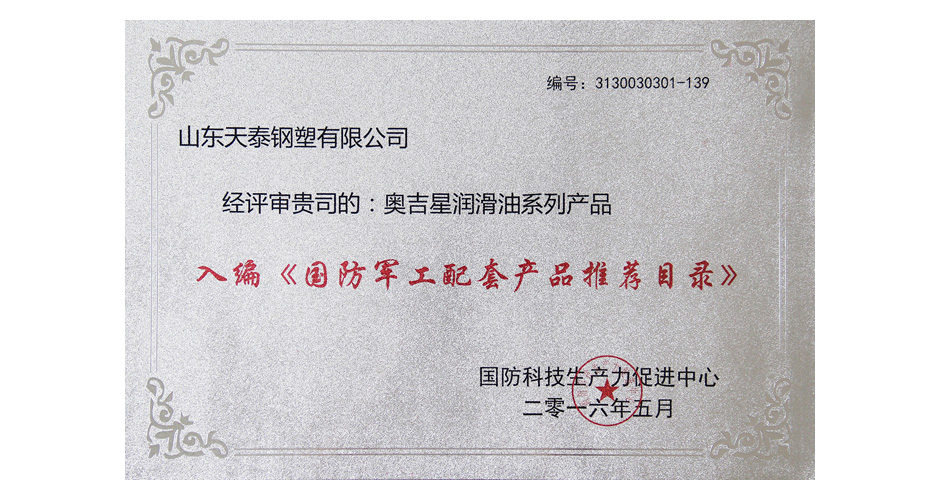 编号：3130030301-139
山东天泰钢塑有限公司
经评审贵司的：奥吉星润滑油系列产品
入编《国防军工配套产品推荐目录》
国防科技生产力促进中心
二零一六年五月